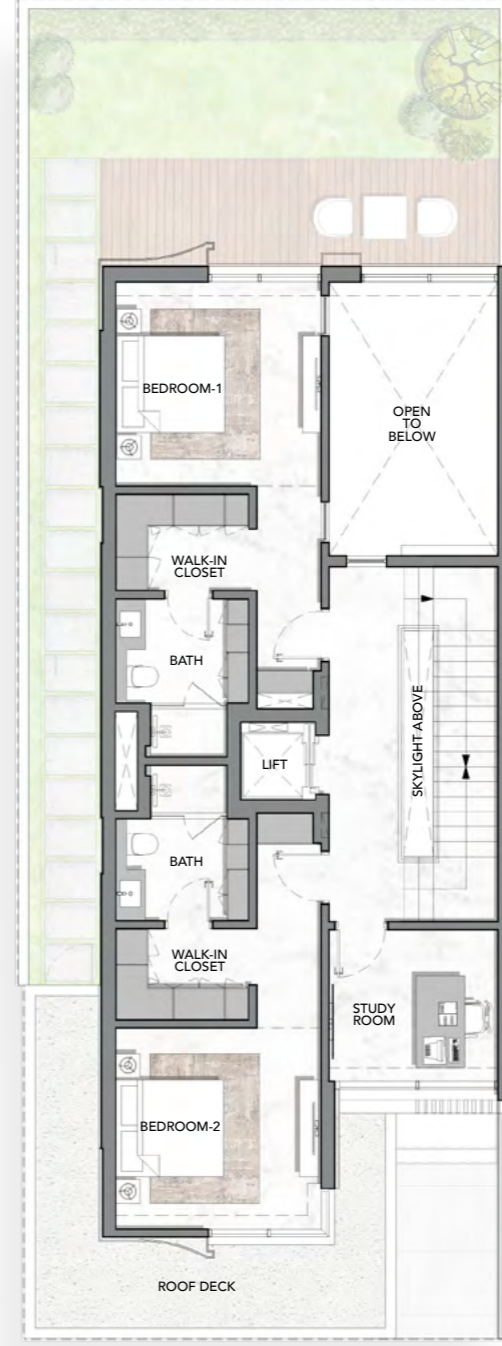 BEDROOM-1
OPEN
TO
BELOW
WALK-IN
CLOSET
BATH
LIFT
SKYLIGHT ABOVE
BATH
WALK-IN
CLOSET
STUDY
ROOM
BEDROOM-2
ROOF DECK